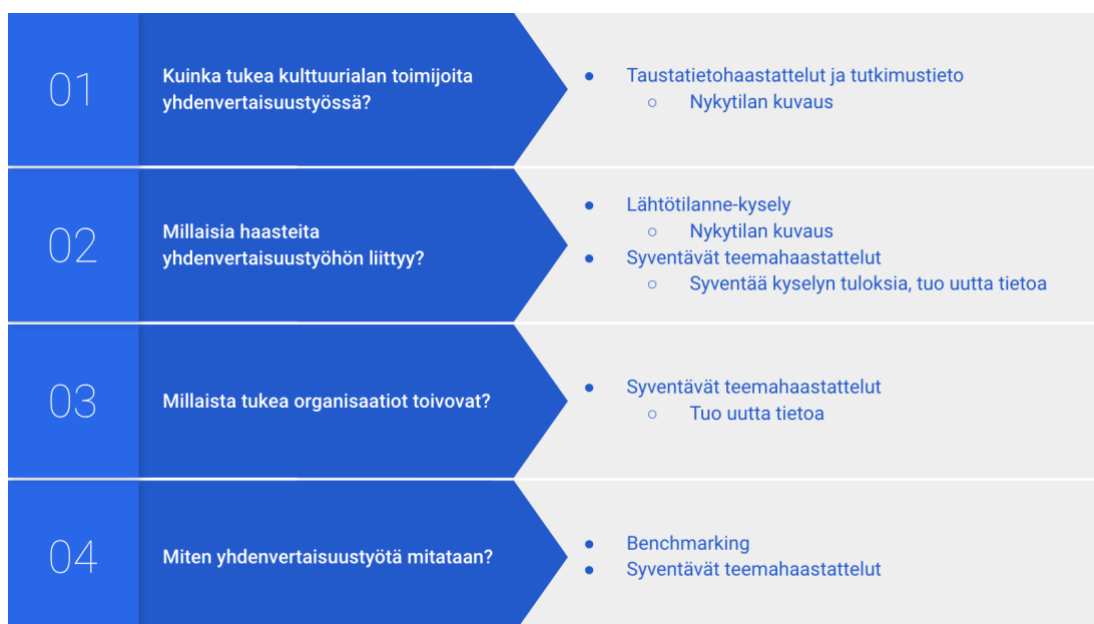 01
Kuinka tukea kulttuurialan toimijoita
yhdenvertaisuustyössä?
● Taustatietohaastattelut ja tutkimustieto
○ Nykytilan kuvaus
02
Millaisia haasteita
yhdenvertaisuustyöhön liittyy?
● Lähtötilanne-kysely
○ Nykytilan kuvaus
● Syventävät teemahaastattelut
○ Syventää kyselyn tuloksia, tuo uutta tietoa
03
Millaista tukea organisaatiot toivovat?
● Syventävät teemahaastattelut
○ Tuo uutta tietoa
04
Miten yhdenvertaisuustyötä mitataan?
● Benchmarking
● Syventävät teemahaastattelut